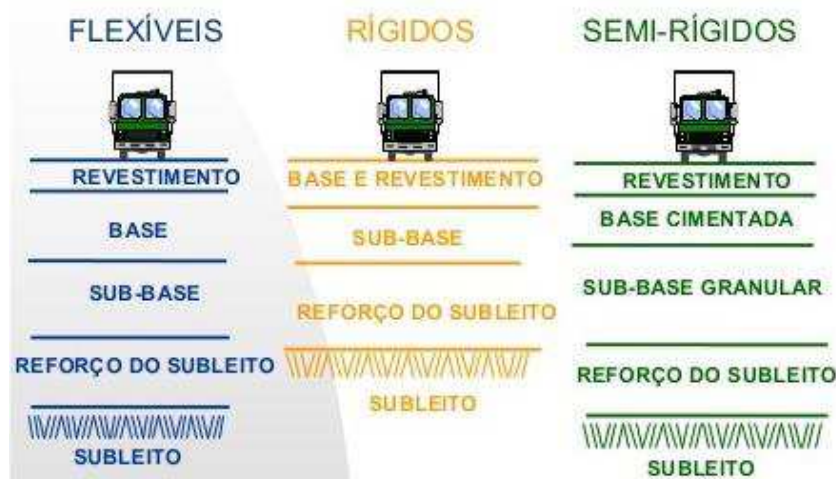 FLEXÍVEIS
REVESTIMENTO
BASE
SUB-BASE
REFORÇO DO SUBLEITO
SUBLEITO
RÍGIDOS
BASE E REVESTIMENTO
SUB-BASE
REFORÇO DO SUBLEITO
SUBLEITO
SEMI-RÍGIDOS
REVESTIMENTO
BASE CIMENTADA
SUB-BASE GRANULAR
REFORÇO DO SUBLEITO
SUBLEITO